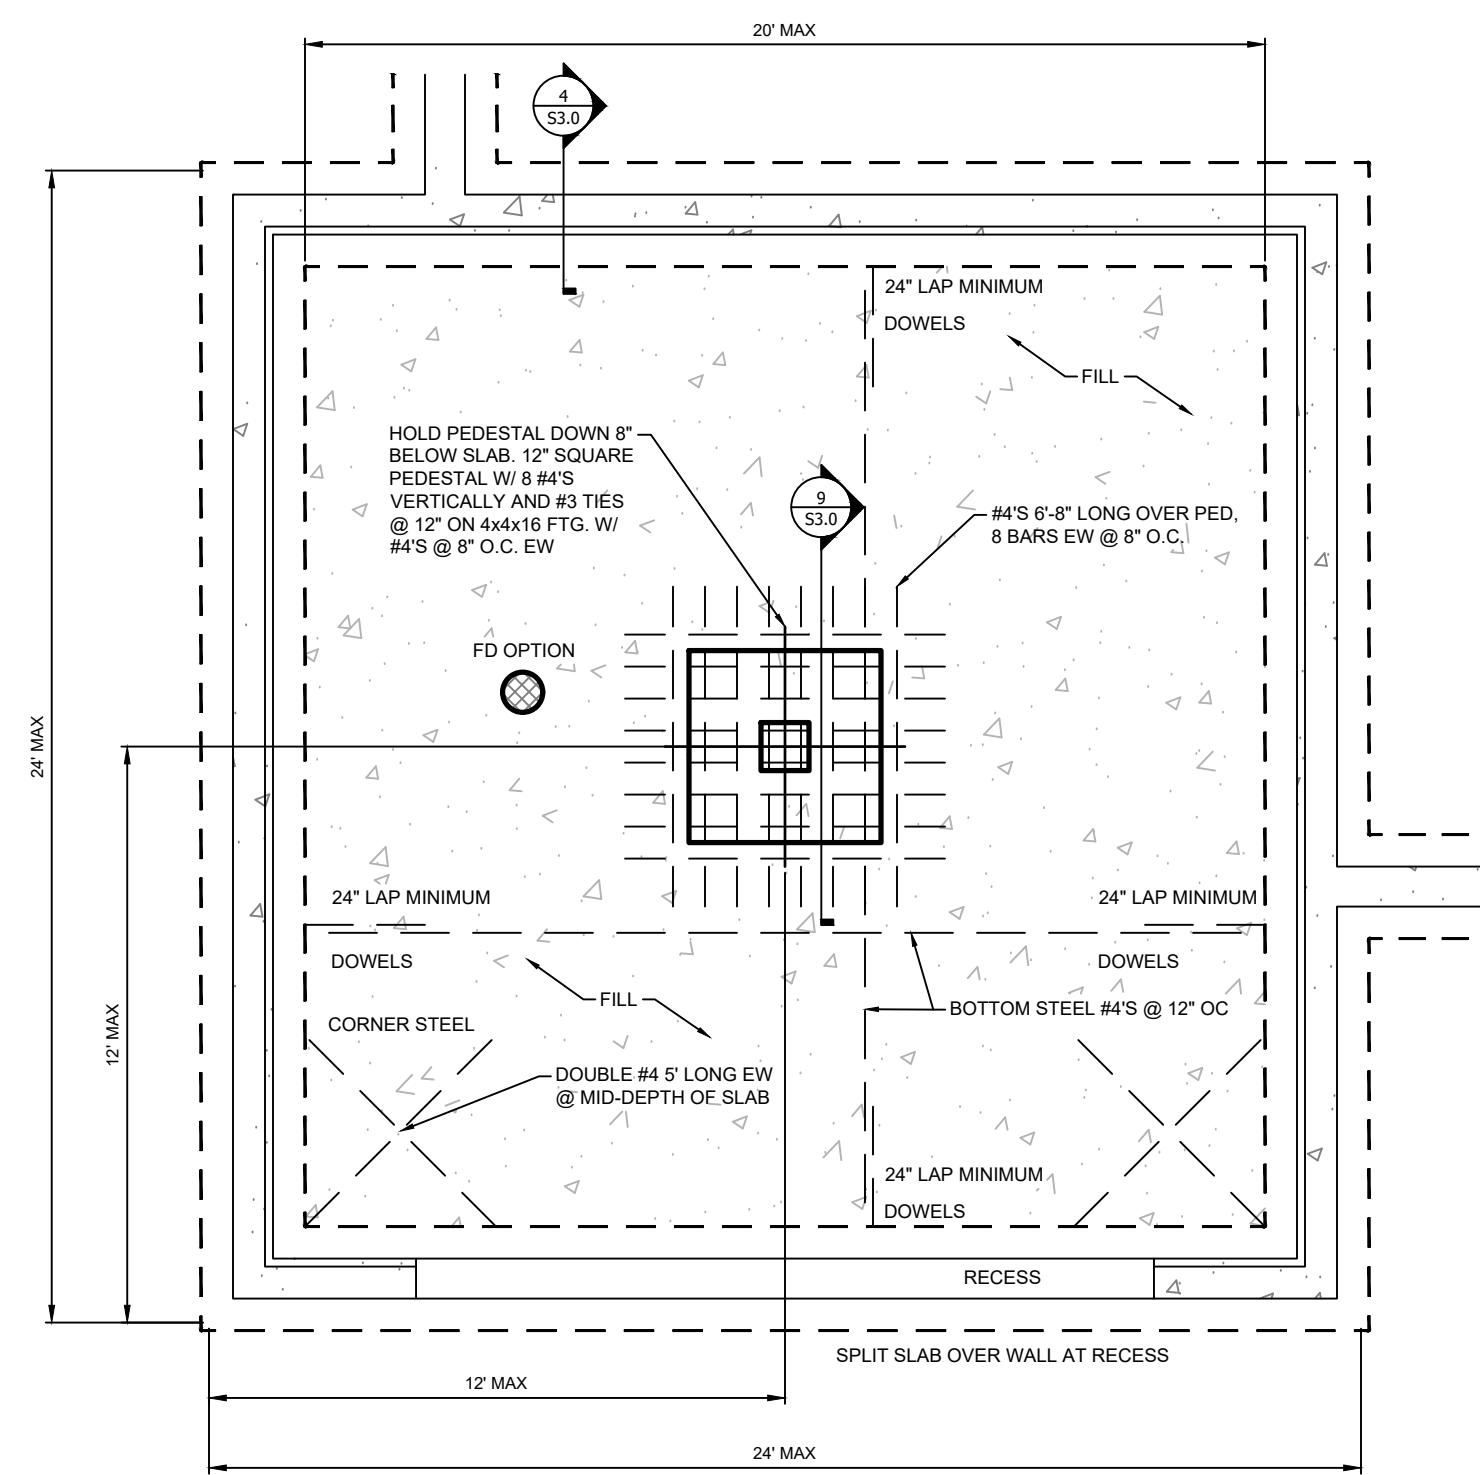 20' MAX
4
S3.0
24" LAP MINIMUM
DOWELS
FILL
HOLD PEDESTAL DOWN 8"
BELOW SLAB. 12" SQUARE
PEDESTAL W/ 8 #4'S
VERTICALLY AND #3 TIES
@ 12" ON 4x4x16 FTG. W/
#4'S @ 8" O.C. EW
9
S3.0
#4'S 6'-8" LONG OVER PED,
8 BARS EW @ 8" O.C.
FD OPTION
24' MAX
24" LAP MINIMUM
24" LAP MINIMUM
DOWELS
DOWELS
FILL
BOTTOM STEEL #4'S @ 12" OC
CORNER STEEL
12' MAX
DOUBLE #4 5' LONG EW
@ MID-DEPTH OF SLAB
24" LAP MINIMUM
DOWELS
RECESS
SPLIT SLAB OVER WALL AT RECESS
12' MAX
24' MAX